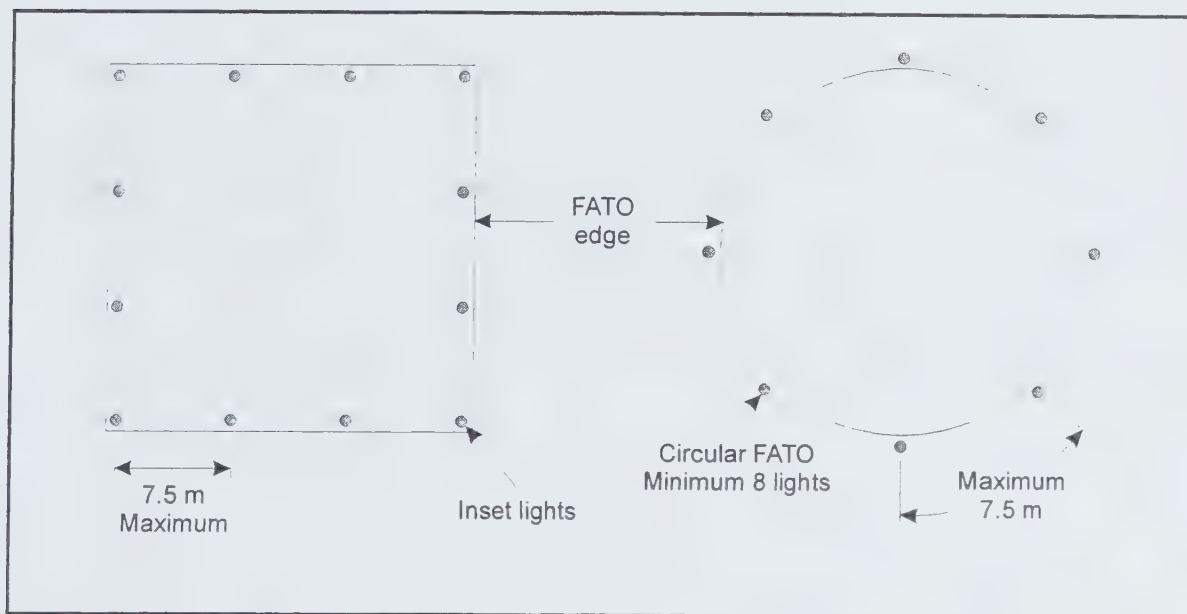 FATO
edge
7.5 m
Maximum
Inset lights
Circular FATO
Minimum 8 lights
Maximum
7.5 m